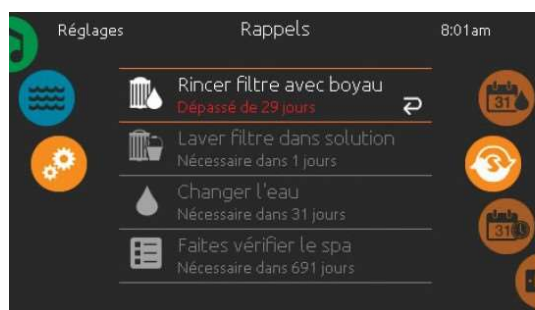 Réglages
Rappels
8:01am
Rincer filtre avec boyau
Dépassé de 29 jours
Laver filtre dans solution
Nécessaire dans 1 jours
Changer l'eau
Nécessaire dans 31 jours
Faites vérifier le spa
Nécessaire dans 691 jours
31
31